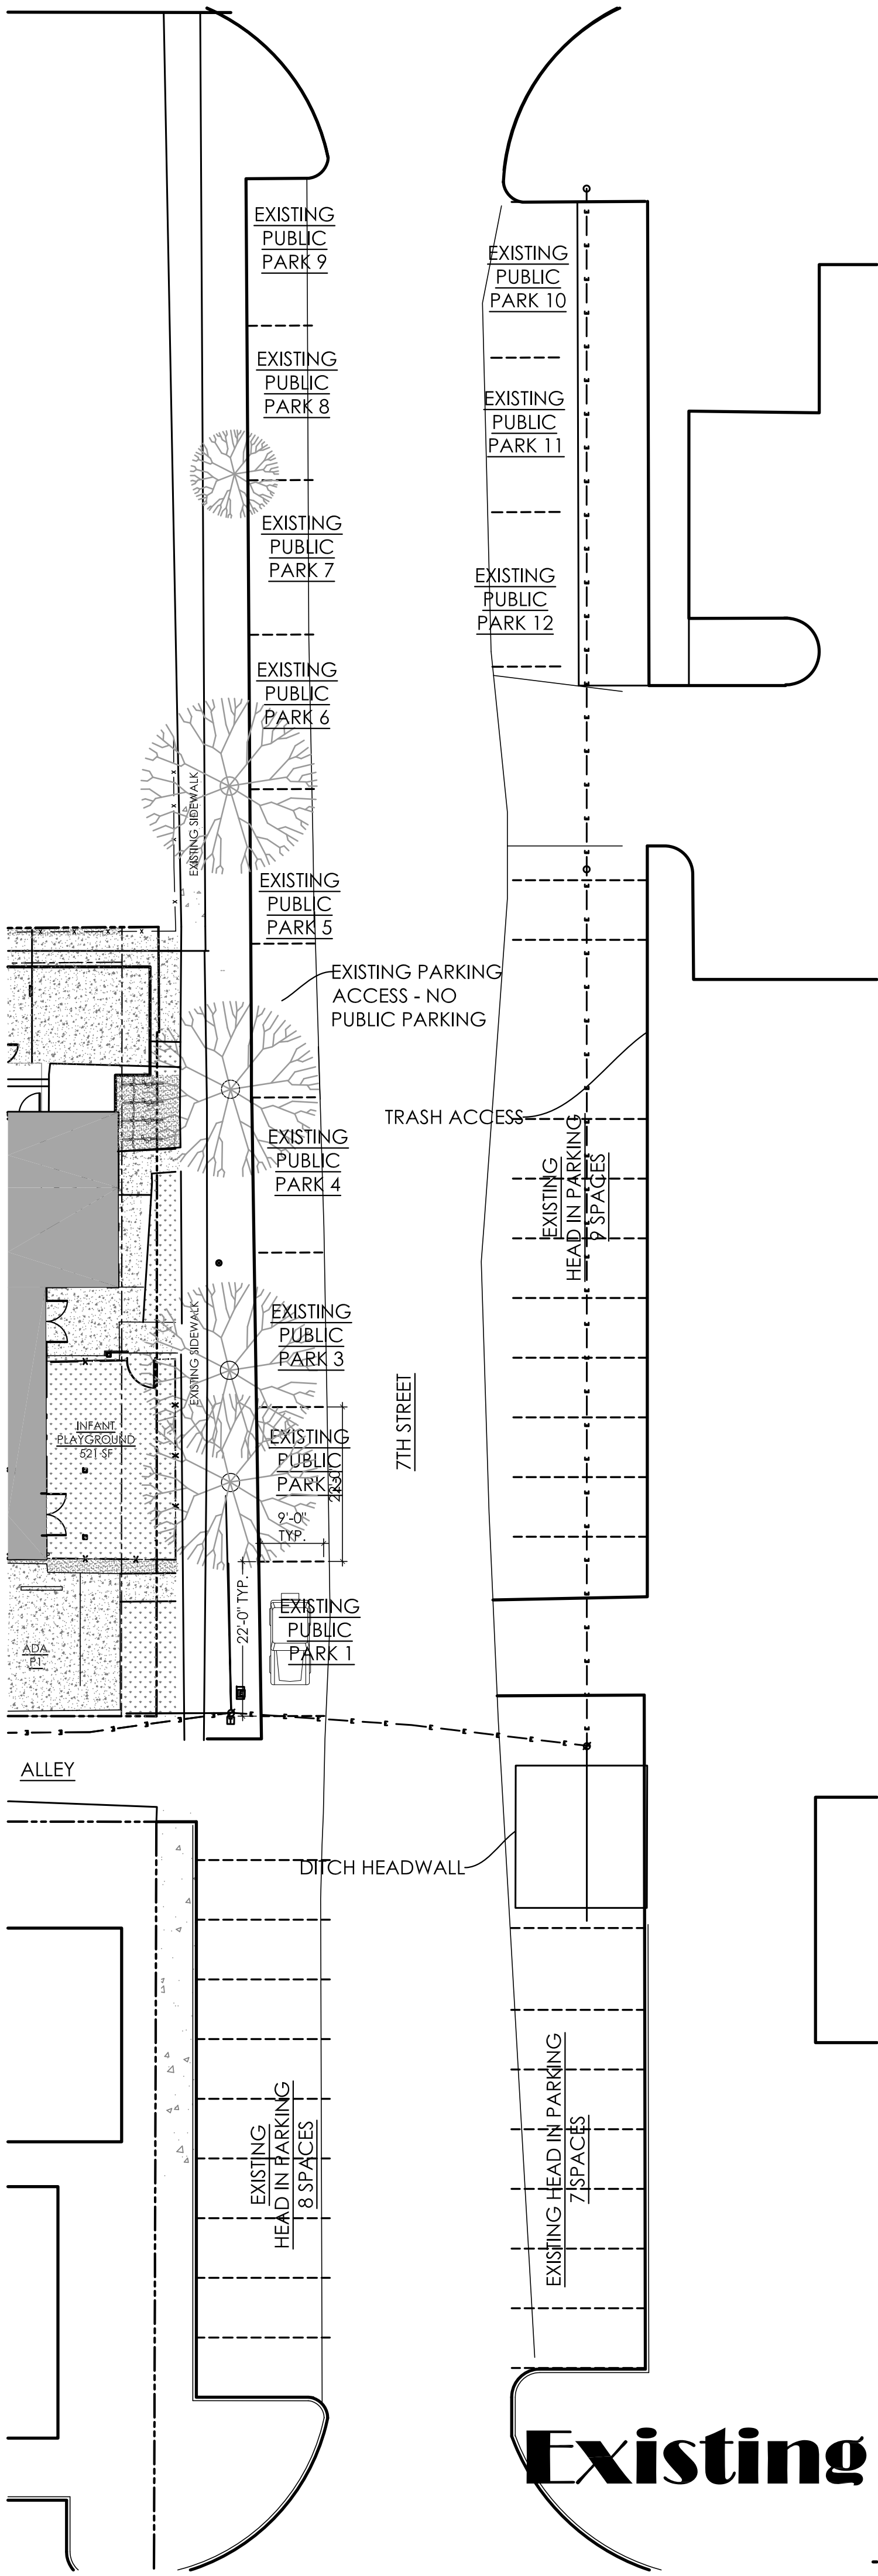 EXISTING
PUBLIC
PARK 9
EXISTING
PUBLIC
PARK 10
EXISTING
PUBLIC
PARK 8
EXISTING
PUBLIC
PARK 11
EXISTING
PUBLIC
PARK 7
EXISTING
PUBLIC
PARK 12
EXISTING
PUBLIC
PARK 6
EXISTING SIDEWALK
EXISTING
PUBLIC
PARK 5
EXISTING PARKING
ACCESS - NO
PUBLIC PARKING
TRASH ACCESS
EXISTING
PUBLIC
PARK 4
EXISTING
HEAD IN PARKING
9 SPACES
EXISTING SIDEWALK
EXISTING
PUBLIC
PARK 3
7TH STREET
INFANT
PLAYGROUND
521 SF
EXISTING
PUBLIC
PARK 2
22'-0"
9'-0"
TYP.
22'-0" TYP.
EXISTING
PUBLIC
PARK 1
ADA
P1
ALLEY
DITCH HEADWALL
EXISTING
HEAD IN PARKING
8 SPACES
EXISTING HEAD IN PARKING
7 SPACES
Existing